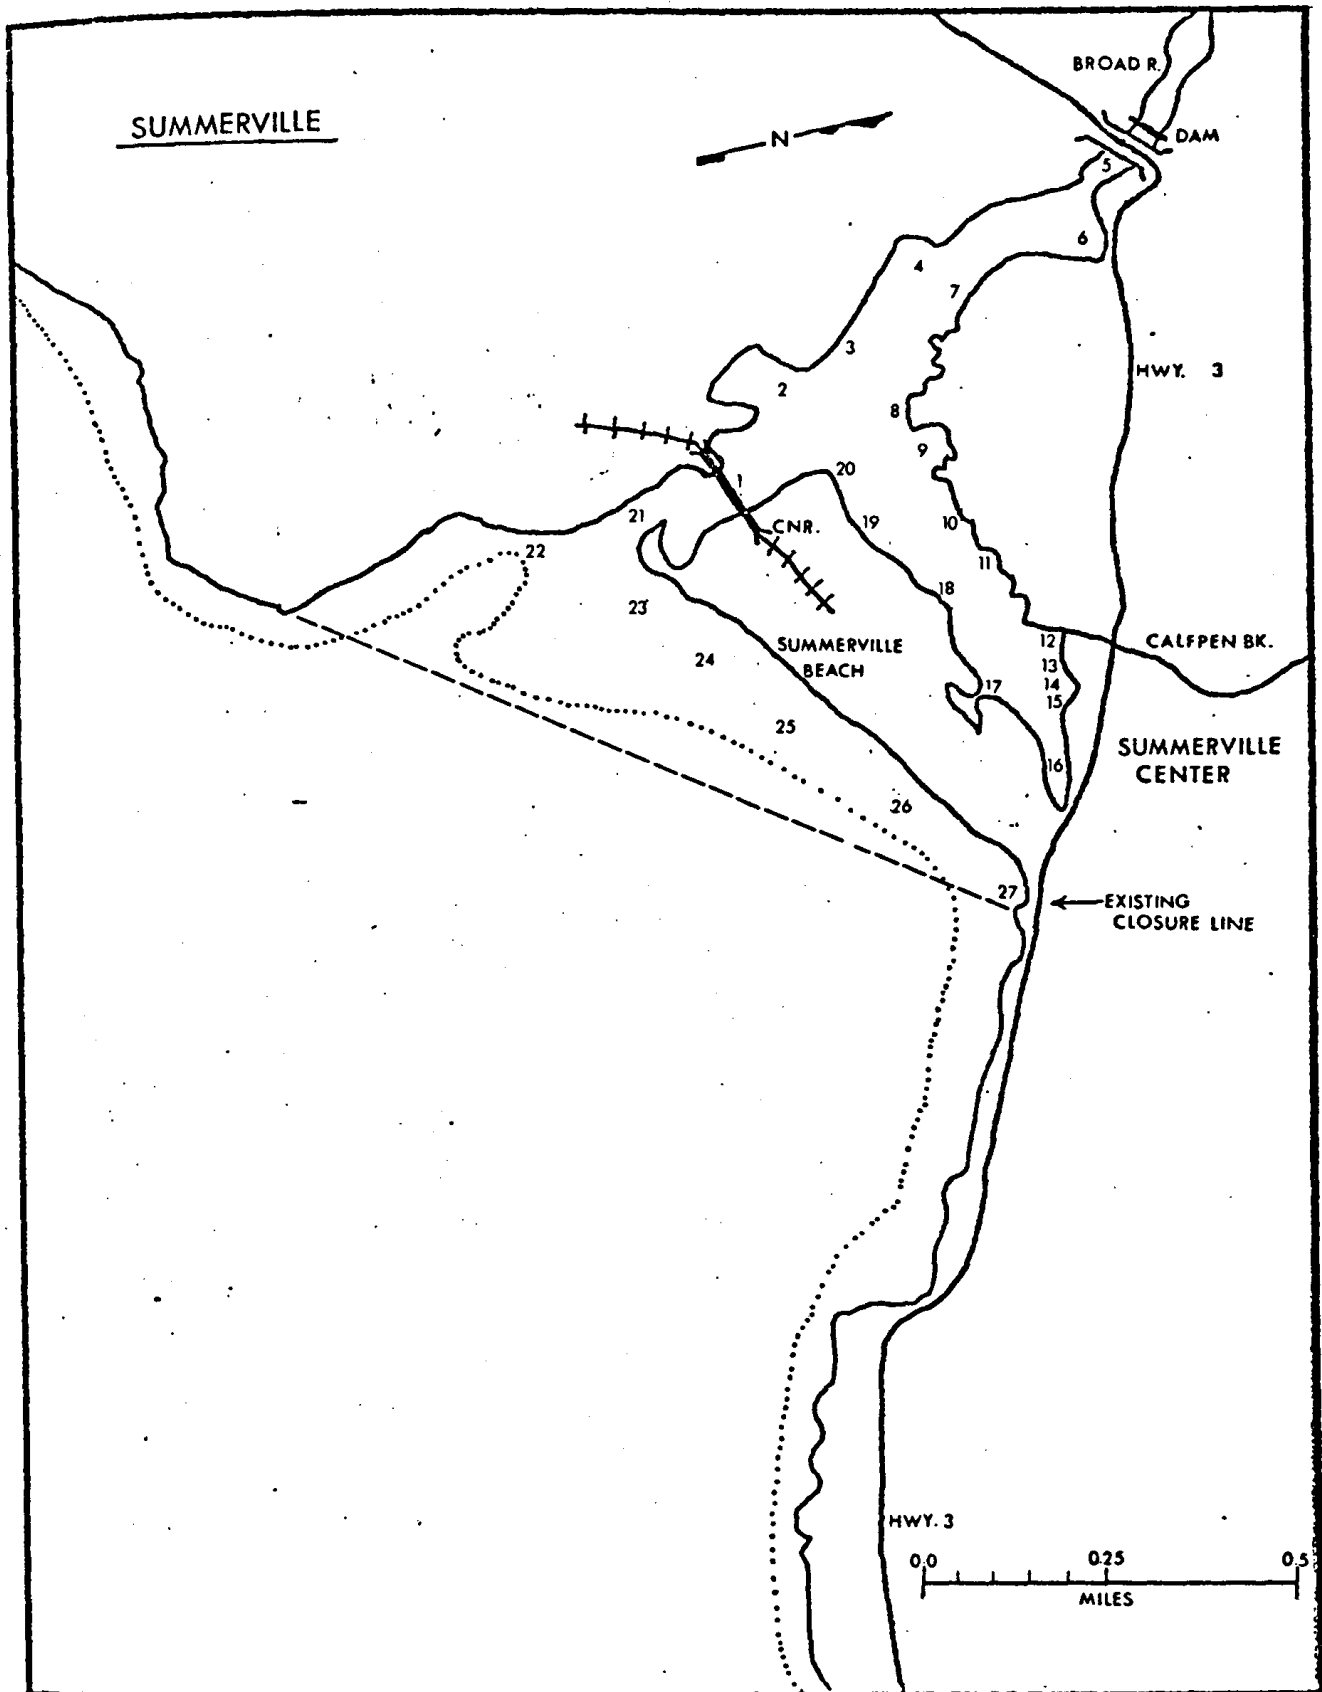 SUMMERVILLE
BROAD R.
N
DAM
5
6
4
7
3
HWY. 3
2
8
9
20
1
21
19
10
CNR.
22
11
18
23
12
CALFPEN BK.
SUMMERVILLE
BEACH
24
13
14
17
15
25
SUMMERVILLE
CENTER
16
26
27
EXISTING
CLOSURE LINE
HWY. 3
0.0 0.25 0.5
MILES